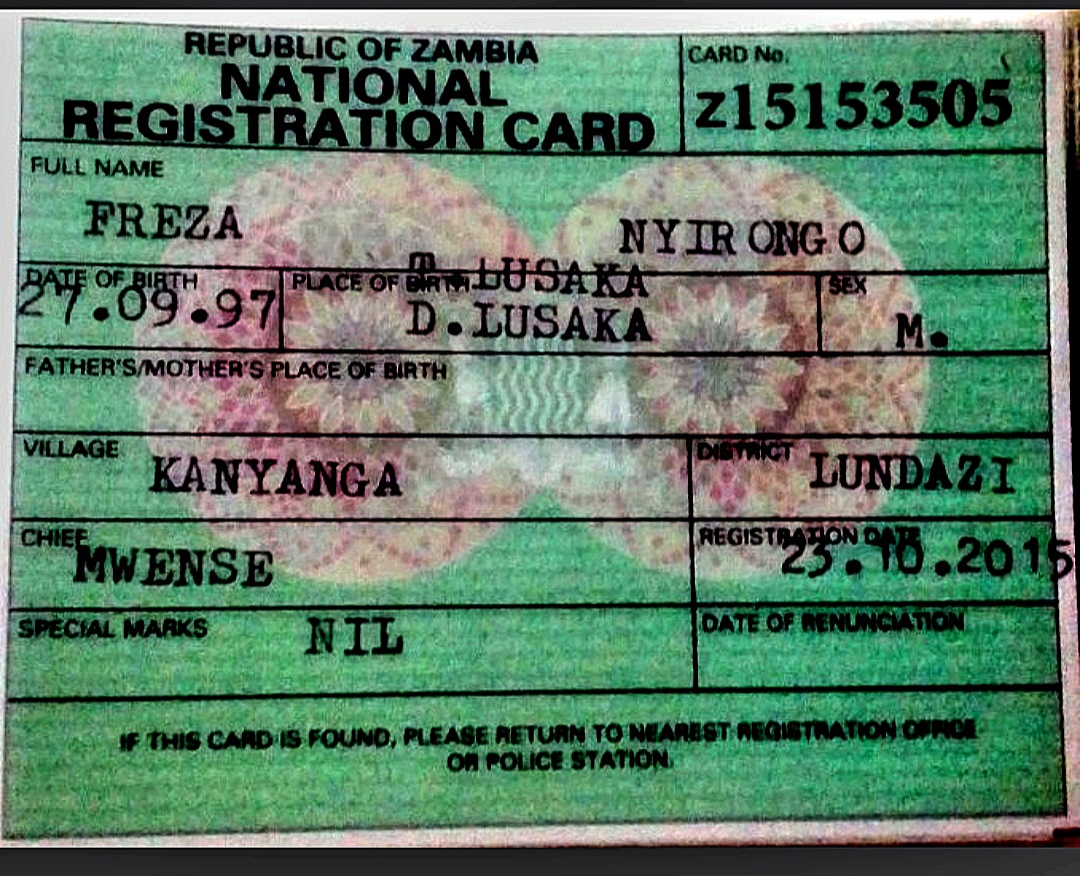 REPUBLIC OF ZAMBIA
NATIONAL
REGISTRATION CARD
CARD No.
Z15153505
FULL NAME
FREZA NYIRONGO
DATE OF BIRTH
27.09.97
PLACE OF BIRTH
T LUSAKA
D.LUSAKA
SEX
M.
FATHER'S/MOTHER'S PLACE OF BIRTH
VILLAGE
KANYANGA
DISTRICT
LUNDAZI
CHIEF
MWENSE
REGISTRATION DATE
23.10.2015
SPECIAL MARKS
NIL
DATE OF RENUNCIATION
IF THIS CARD IS FOUND, PLEASE RETURN TO NEAREST REGISTRATION OFFICE
OR POLICE STATION.